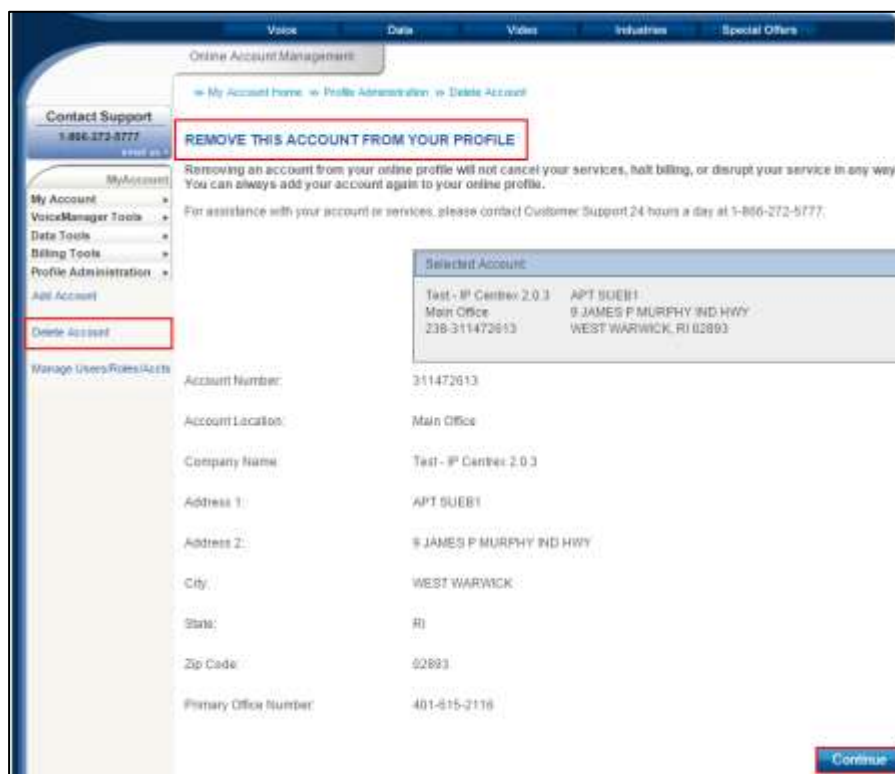 Voice Data Video Industries Special Offers
Online Account Management
My Account Home Profile Administration Delete Account
Contact Support
1-866-272-5777
email us
REMOVE THIS ACCOUNT FROM YOUR PROFILE
Removing an account from your online profile will not cancel your services, halt billing, or disrupt your service in any way
You can always add your account again to your online profile.
For assistance with your account or services, please contact Customer Support 24 hours a day at 1-866-272-5777.
MyAccount
My Account
VoiceManager Tools
Data Tools
Billing Tools
Profile Administration
Add Account
Delete Account
Manage Users/Roles/Accts
Selected Account
Test - IP Centrex 2.0.3 APT SUEB1
Main Office 9 JAMES P MURPHY IND HWY
238-311472613 WEST WARWICK, RI 02893
Account Number: 311472613
Account Location: Main Office
Company Name Test - IP Centrex 2.0.3
Address 1: APT SUEB1
Address 2: 9 JAMES P MURPHY IND HWY
City: WEST WARWICK
State: RI
Zip Code 02893
Primary Office Number: 401-615-2116
Continue